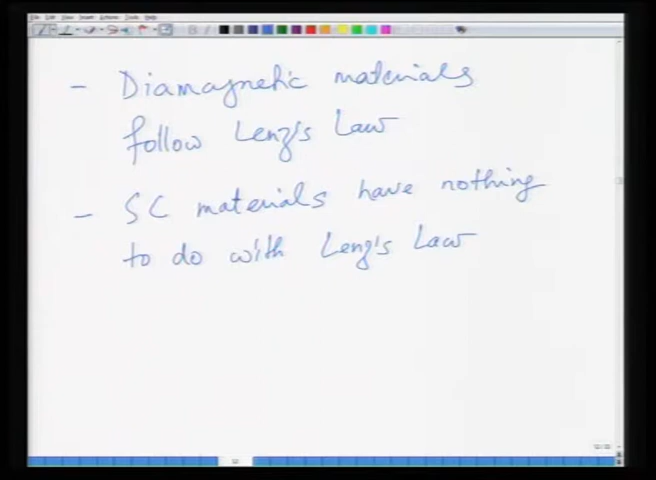 - Diamagnetic materials
follow Lenz's Law
- SC materials have nothing
to do with Lenz's Law